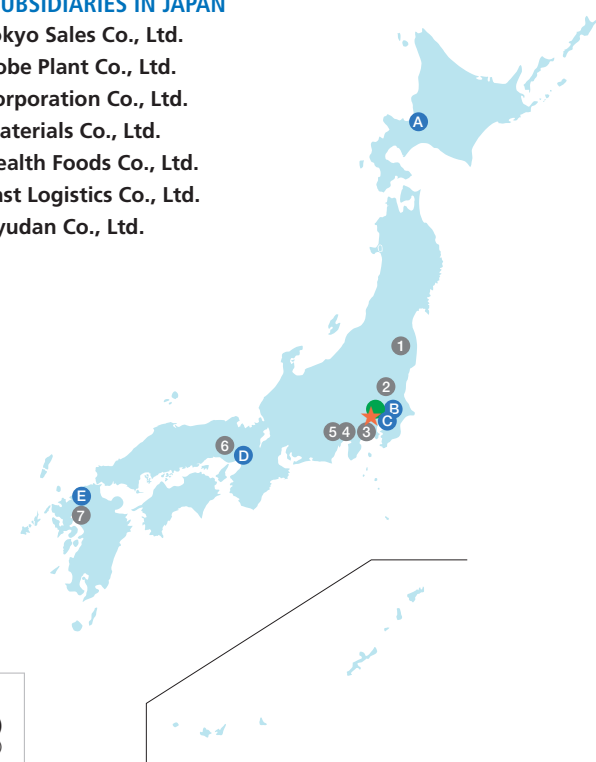 SUBSIDIARIES IN JAPAN
okyo Sales Co., Ltd.
obe Plant Co., Ltd.
orporation Co., Ltd.
aterials Co., Ltd.
ealth Foods Co., Ltd.
ast Logistics Co., Ltd.
yudan Co., Ltd.
A
1
2
B
C
5 4 3
6
D
E
7